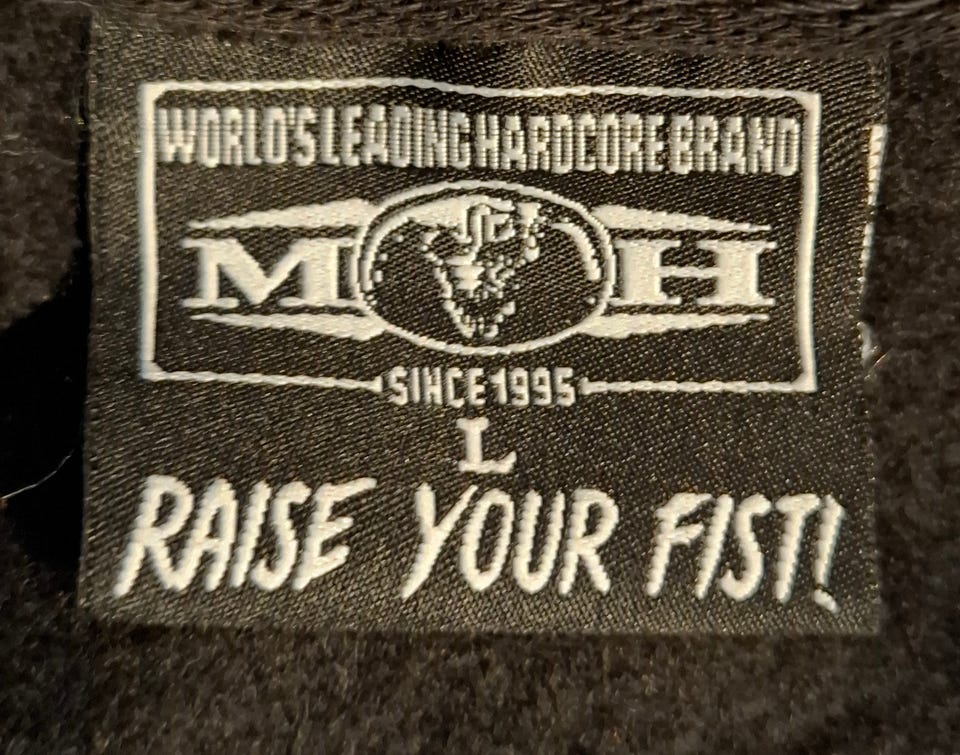 WORLD'S LEADING HARDCORE BRAND
M H
SINCE 1995
L
RAISE YOUR FIST!